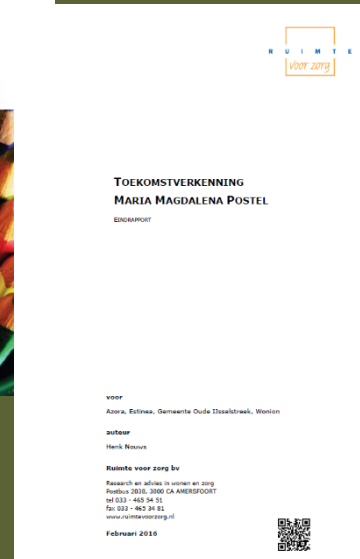 RUIMTE
voor zorg
TOEKOMSTVERKENNING
MARIA MAGDALENA POSTEL
EINDRAPPORT
voor
Azora, Estinea, Gemeente Oude IJsselstreek, Wonion
auteur
Henk Nouws
Ruimte voor zorg bv
Research en advies in wonen en zorg
Postbus 2030, 3800 CA AMERSFOORT
tel 033 - 465 54 51
fax 033 - 465 34 81
www.ruimtevoorzorg.nl
Februari 2016